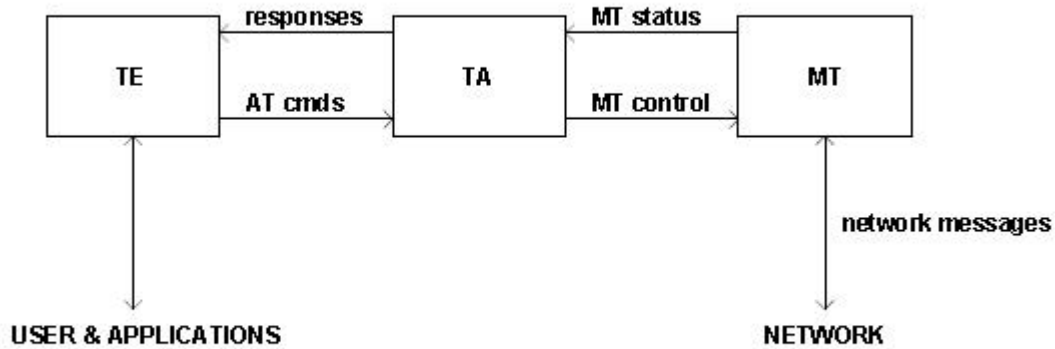 responses
MT status
TE
TA
MT
AT cmds
MT control
network messages
USER & APPLICATIONS
NETWORK